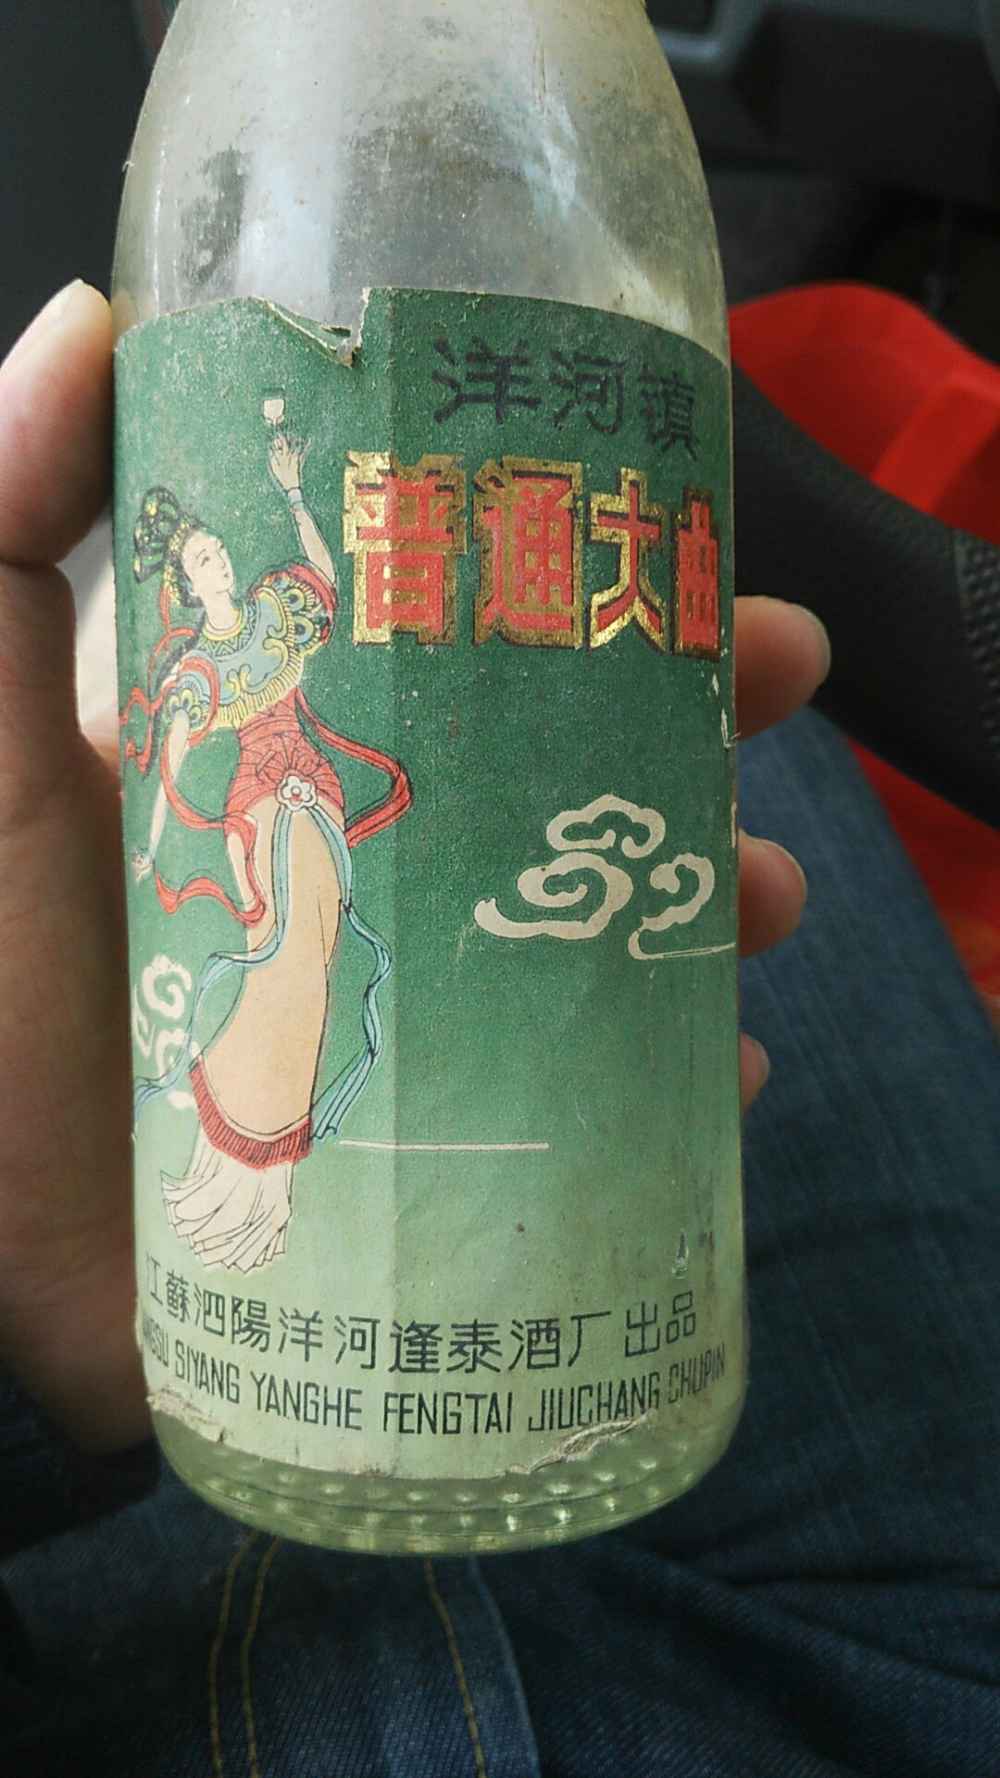 洋河镇
普通大曲
江蘇泗陽洋河逢泰酒厂出品
SIYANG YANGHE FENGTAI JIUCHANG CHUPIN